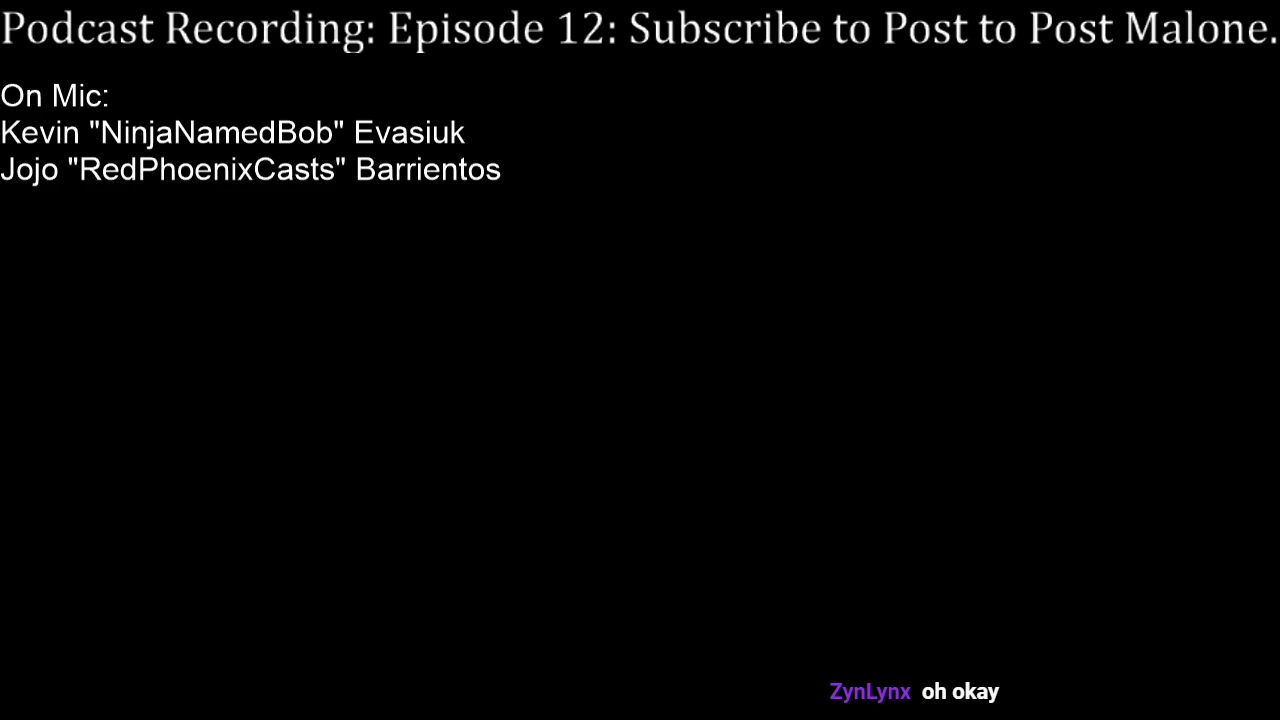 Podcast Recording: Episode 12: Subscribe to Post to Post Malone.
On Mic:
Kevin "NinjaNamedBob" Evasiuk
Jojo "RedPhoenixCasts" Barrientos
ZynLynx oh okay